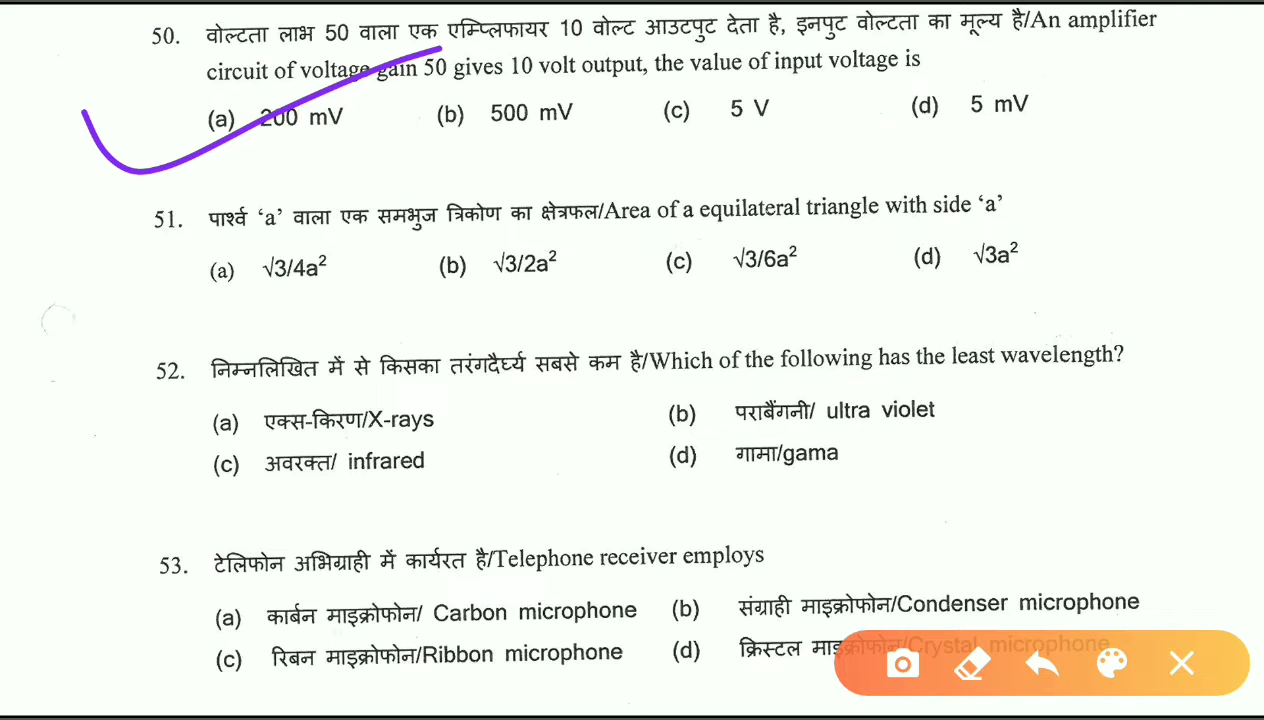 50. वोल्टता लाभ 50 वाला एक एम्प्लिफायर 10 वोल्ट आउटपुट देता है, इनपुट वोल्टता का मूल्य है/An amplifier
circuit of voltage gain 50 gives 10 volt output, the value of input voltage is
(a) 200 mV (b) 500 mV (c) 5 V (d) 5 mV
51. पार्श्व ‘a’ वाला एक समभुज त्रिकोण का क्षेत्रफल/Area of a equilateral triangle with side ‘a’
(a) √3/4a² (b) √3/2a² (c) √3/6a² (d) √3a²
52. निम्नलिखित में से किसका तरंगदैर्घ्य सबसे कम है/Which of the following has the least wavelength?
(a) एक्स-किरण/X-rays (b) पराबैंगनी/ ultra violet
(c) अवरक्त/ infrared (d) गामा/gama
53. टेलिफोन अभिग्राही में कार्यरत है/Telephone receiver employs
(a) कार्बन माइक्रोफोन/ Carbon microphone (b) संग्राही माइक्रोफोन/Condenser microphone
(c) रिबन माइक्रोफोन/Ribbon microphone (d) क्रिस्टल माइक्रोफोन/Crystal microphone